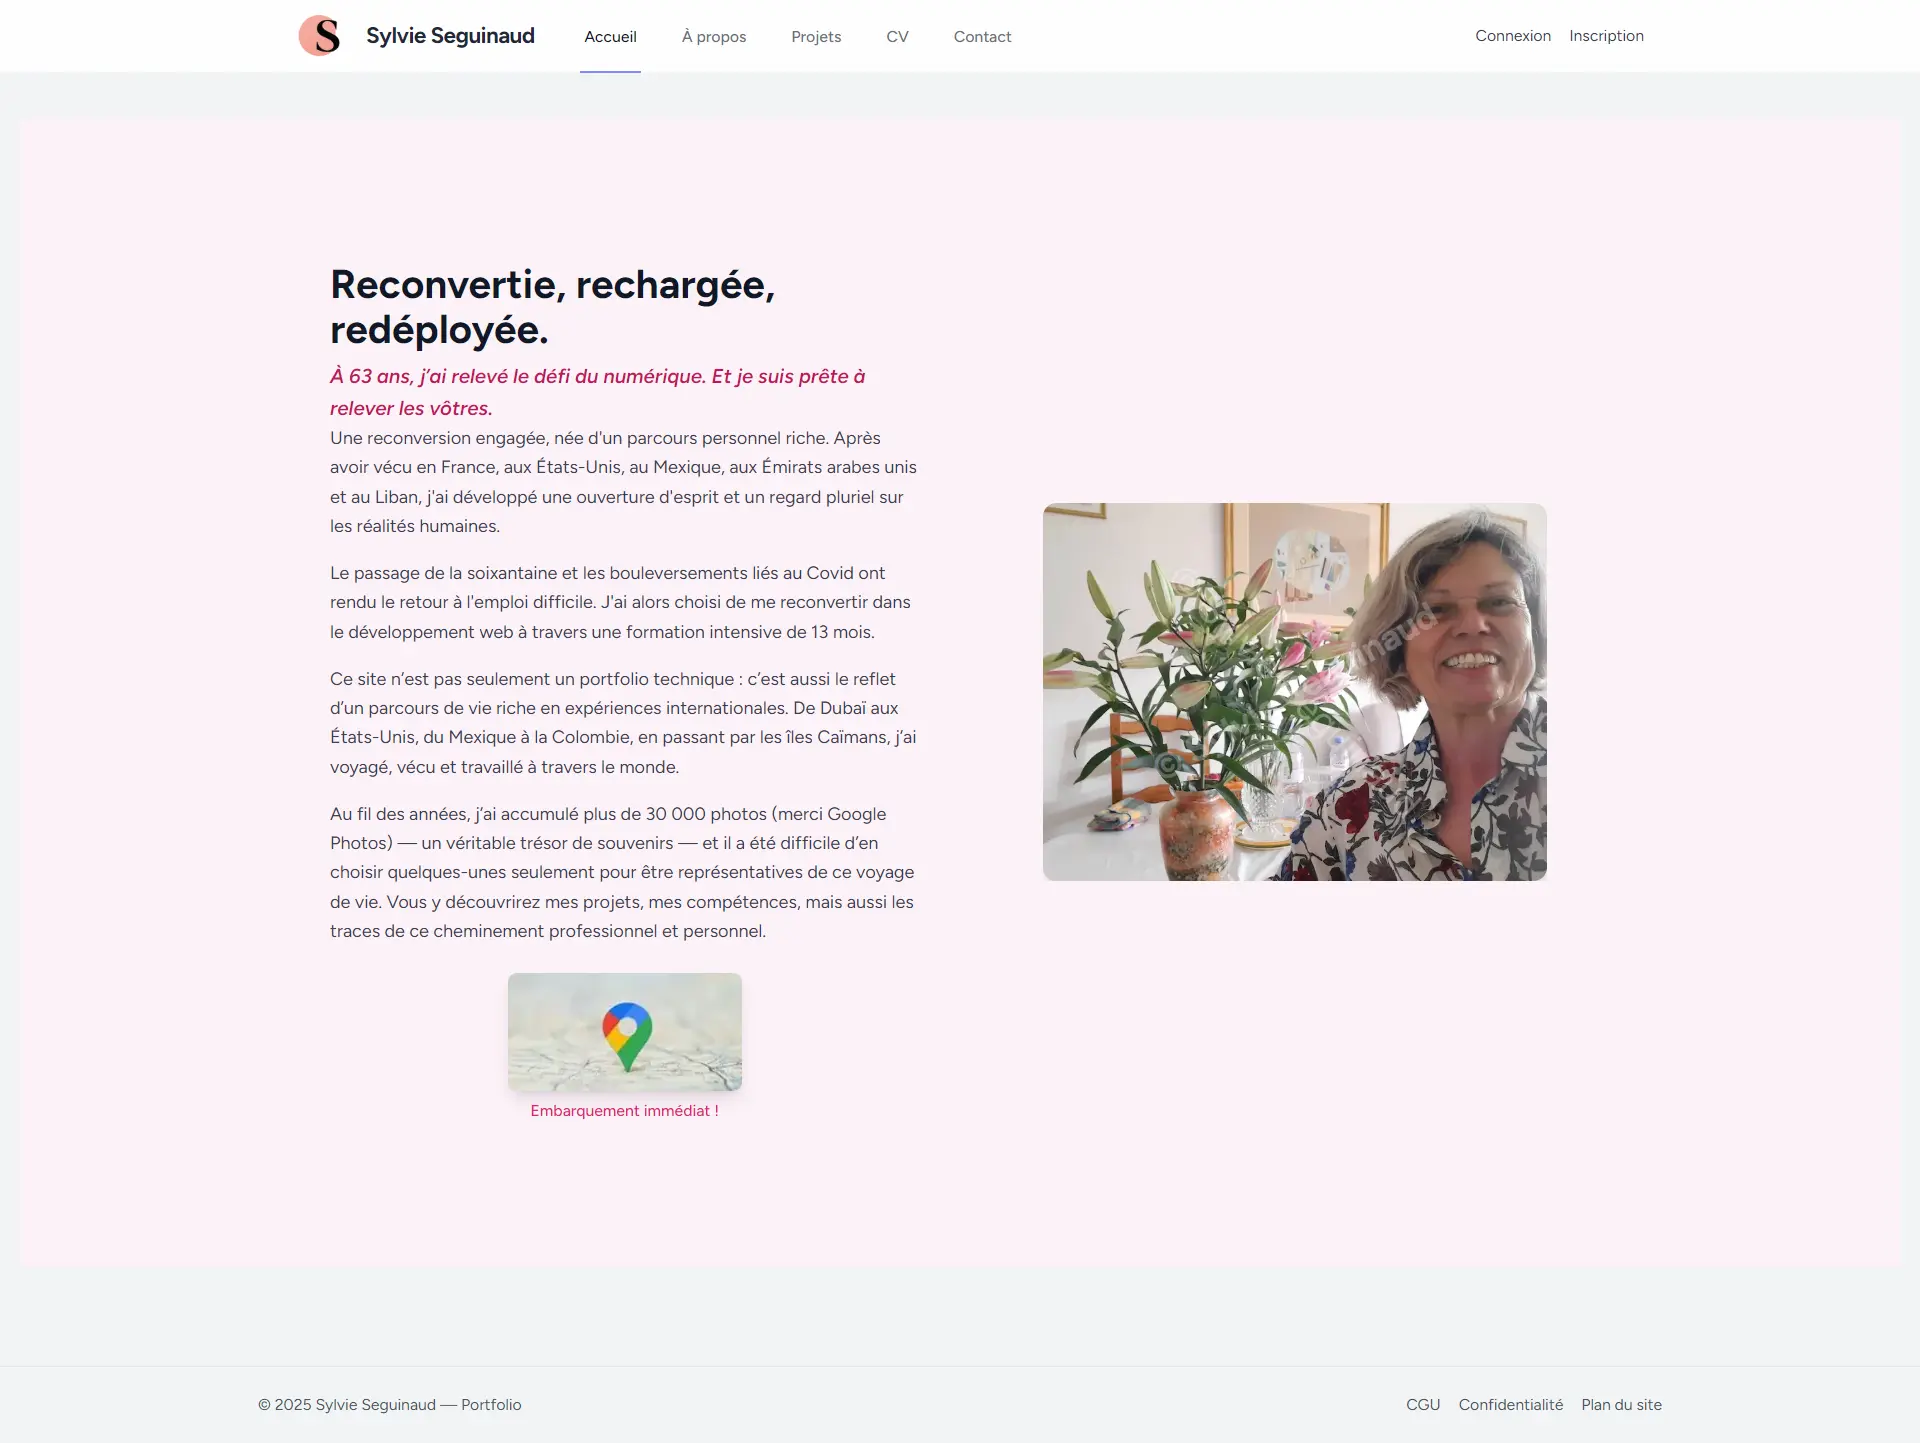 S
Sylvie Seguinaud
Accueil
À propos
Projets
CV
Contact
Connexion
Inscription
Reconvertie, rechargée,
redéployée.
À 63 ans, j’ai relevé le défi du numérique. Et je suis prête à
relever les vôtres.
Une reconversion engagée, née d'un parcours personnel riche. Après
avoir vécu en France, aux États-Unis, au Mexique, aux Émirats arabes unis
et au Liban, j'ai développé une ouverture d'esprit et un regard pluriel sur
les réalités humaines.
Le passage de la soixantaine et les bouleversements liés au Covid ont
rendu le retour à l'emploi difficile. J'ai alors choisi de me reconvertir dans
le développement web à travers une formation intensive de 13 mois.
Ce site n’est pas seulement un portfolio technique : c’est aussi le reflet
d’un parcours de vie riche en expériences internationales. De Dubaï aux
États-Unis, du Mexique à la Colombie, en passant par les îles Caïmans, j’ai
voyagé, vécu et travaillé à travers le monde.
Au fil des années, j’ai accumulé plus de 30 000 photos (merci Google
Photos) — un véritable trésor de souvenirs — et il a été difficile d’en
choisir quelques-unes seulement pour être représentatives de ce voyage
de vie. Vous y découvrirez mes projets, mes compétences, mais aussi les
traces de ce cheminement professionnel et personnel.
Embarquement immédiat !
© 2025 Sylvie Seguinaud — Portfolio
CGU
Confidentialité
Plan du site